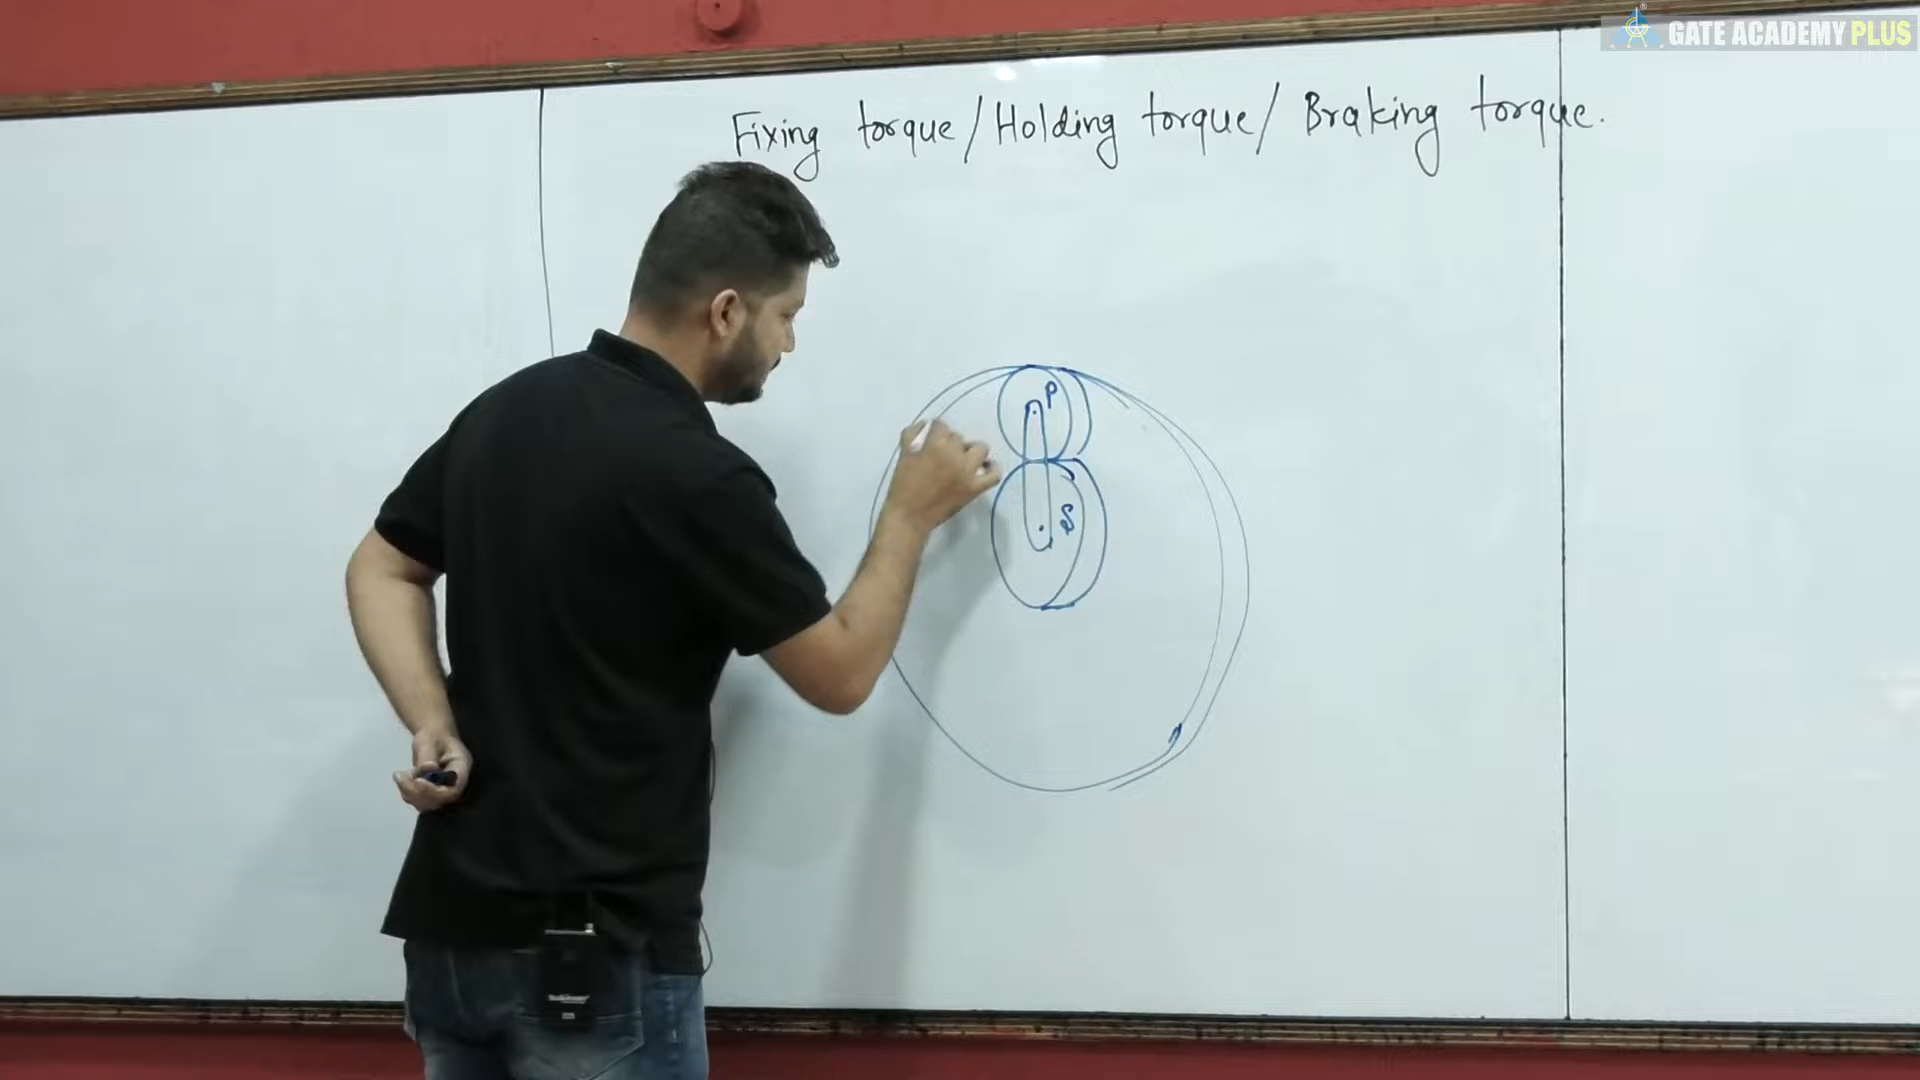 GATE ACADEMY PLUS
Fixing torque/Holding torque/Braking torque.
P
S